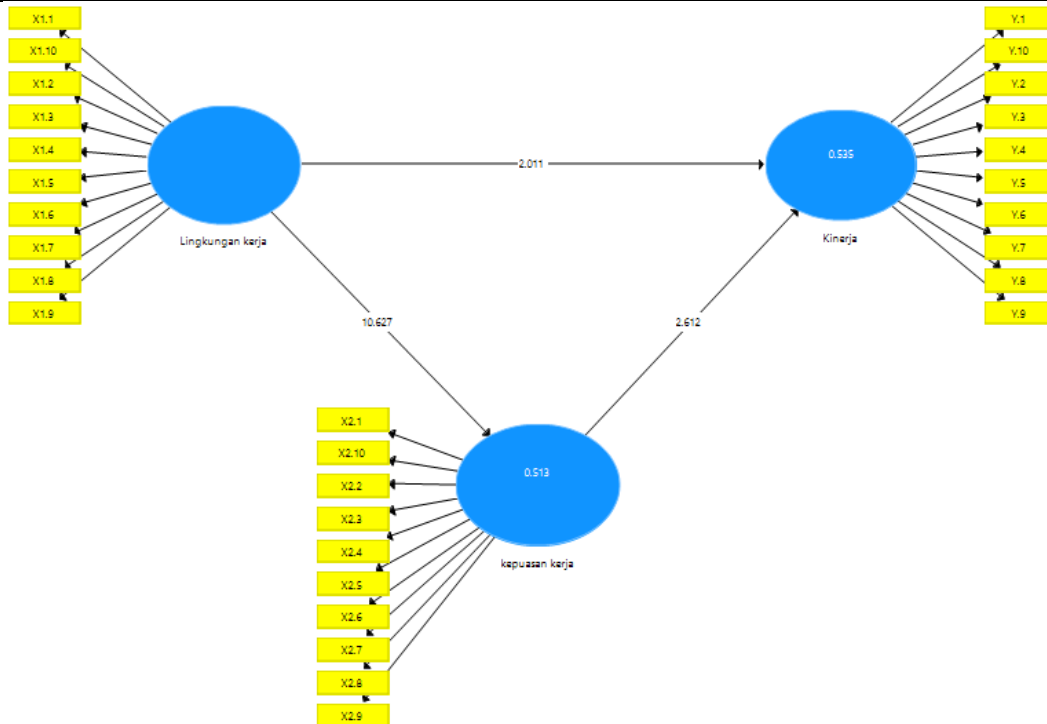 X1.1
X1.10
X1.2
X1.3
X1.4
X1.5
X1.6
X1.7
X1.8
X1.9
Lingkungan kerja
2.011
10.627
2.612
0.535
Kinerja
Y.1
Y.10
Y.2
Y.3
Y.4
Y.5
Y.6
Y.7
Y.8
Y.9
X2.1
X2.10
X2.2
X2.3
X2.4
X2.5
X2.6
X2.7
X2.8
X2.9
0.513
kepuasan kerja